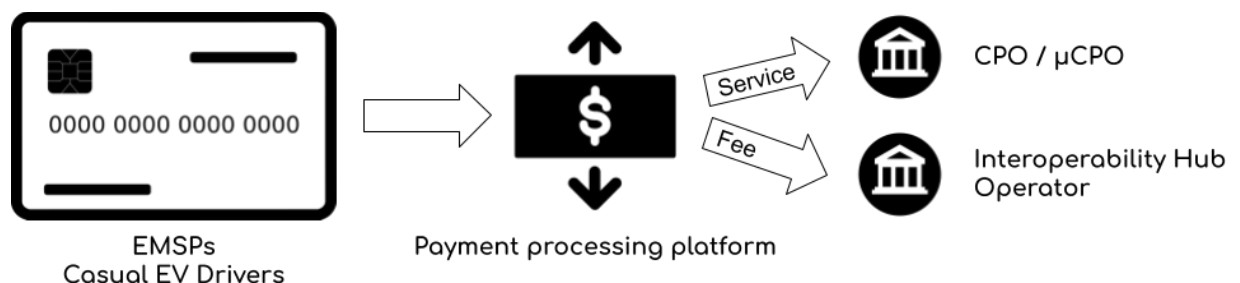 0000 0000 0000 0000
EMSPs
Casual EV Drivers
$
Payment processing platform
Service
Fee
CPO / µCPO
Interoperability Hub
Operator